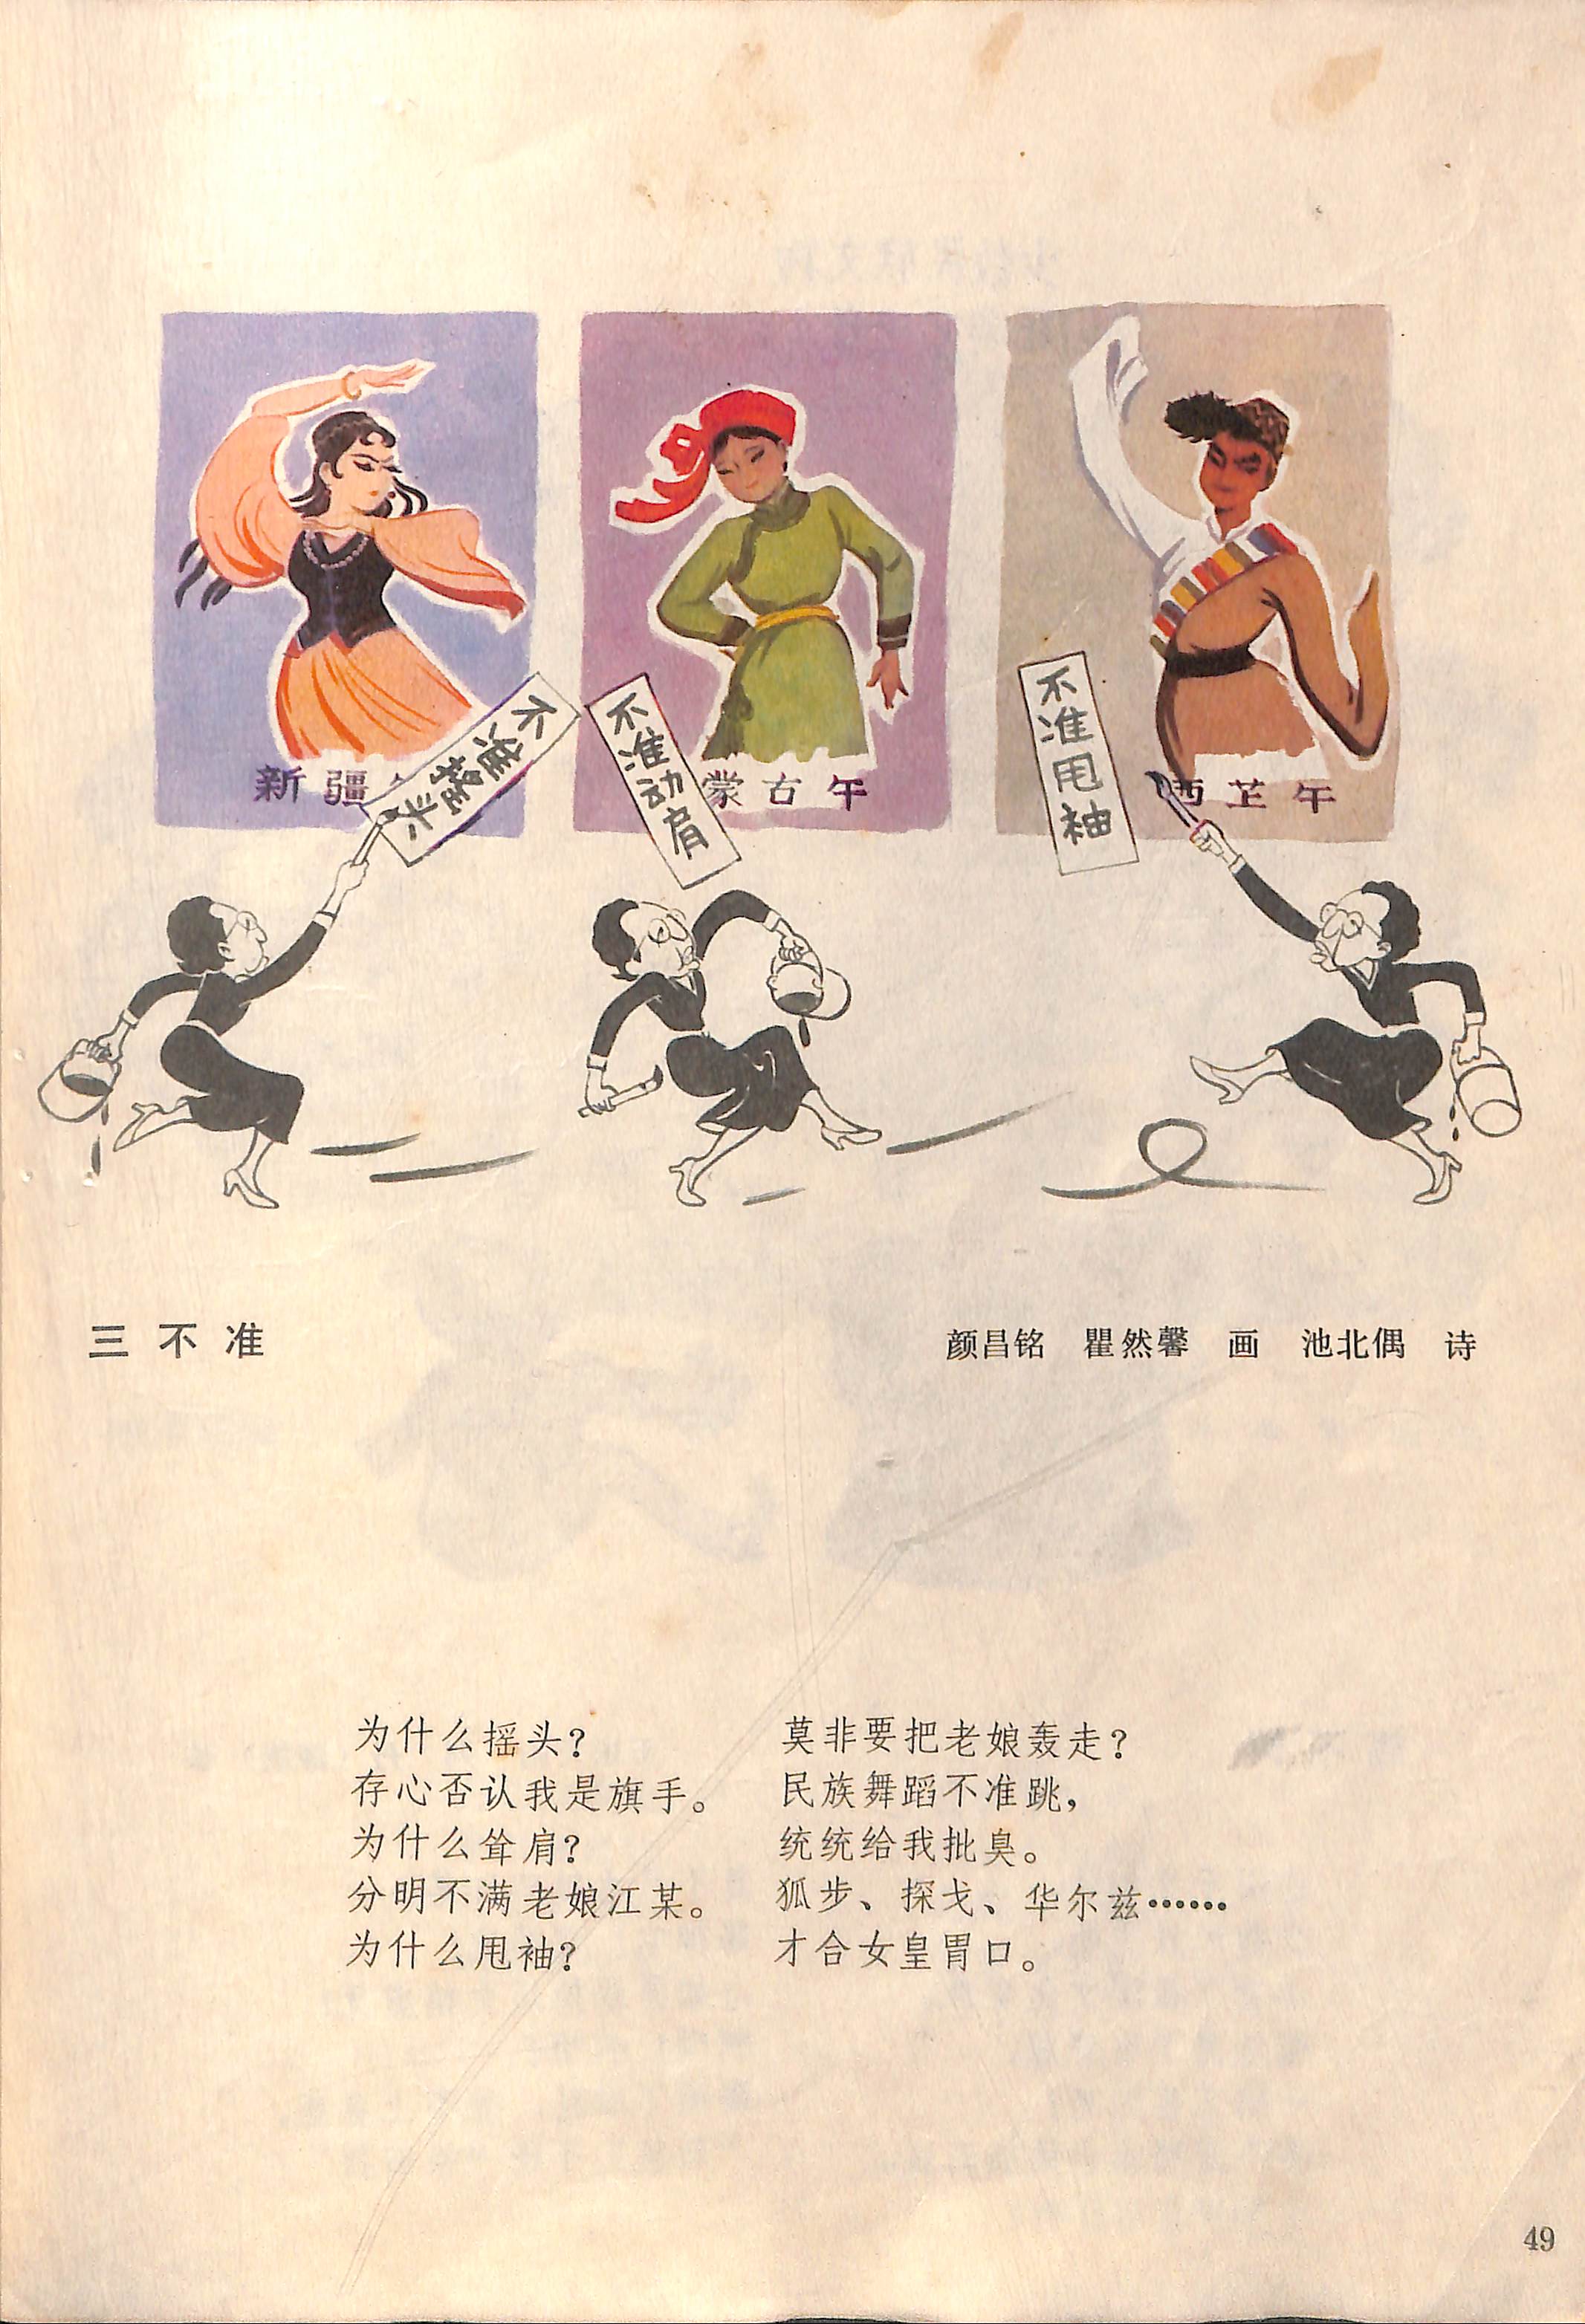 新疆
不准摇头
蒙古午
不准动肩
西 午
不准甩袖
三不准
颜昌铭 瞿然馨 画 池北偶 诗
为什么摇头？
存心否认我是旗手。
为什么耸肩？
分明不满老娘江某。
为什么甩袖？
莫非要把老娘轰走？
民族舞蹈不准跳，
统统给我批臭。
狐步、探戈、华尔兹……
才合女皇胃口。
49